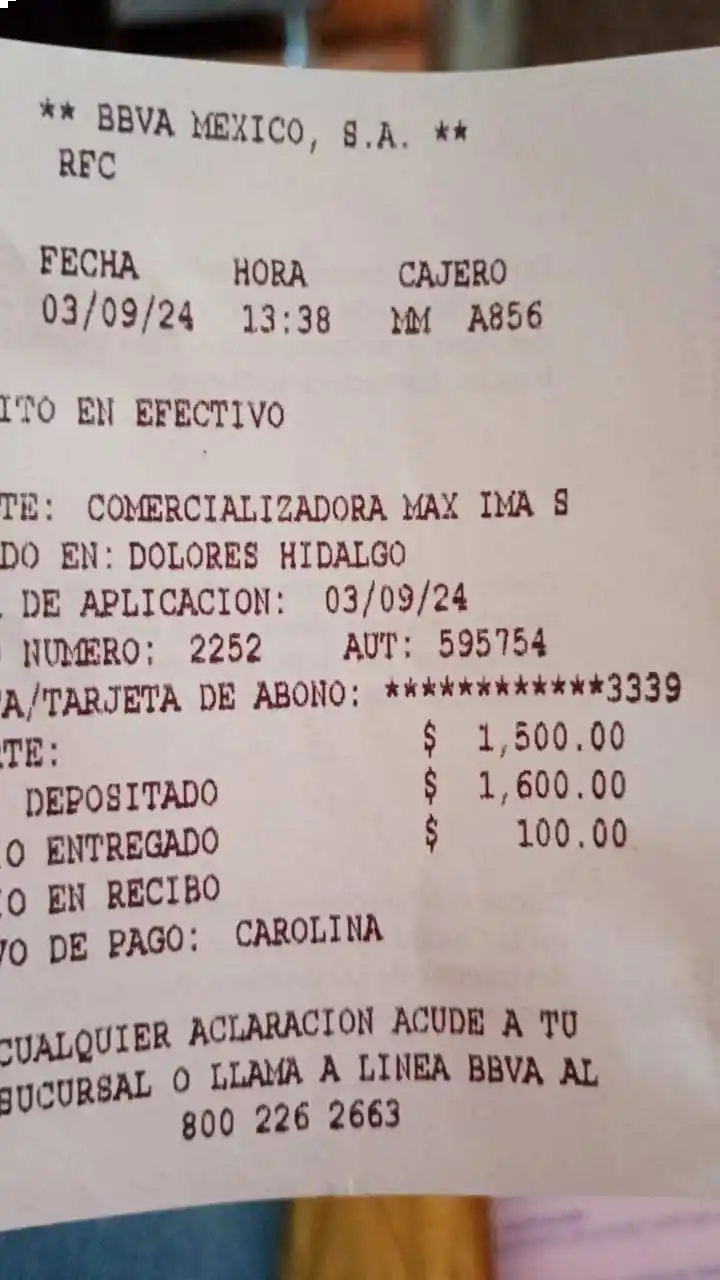 ** BBVA MEXICO, S.A. **
RFC
FECHA HORA CAJERO
03/09/24 13:38 MM A856
ITO EN EFECTIVO
TE: COMERCIALIZADORA MAX IMA S
DO EN: DOLORES HIDALGO
DE APLICACION: 03/09/24
NUMERO: 2252 AUT: 595754
A/TARJETA DE ABONO: ************3339
TE: $ 1,500.00
DEPOSITADO $ 1,600.00
IO ENTREGADO $ 100.00
IO EN RECIBO
VO DE PAGO: CAROLINA
CUALQUIER ACLARACION ACUDE A TU
SUCURSAL O LLAMA A LINEA BBVA AL
800 226 2663